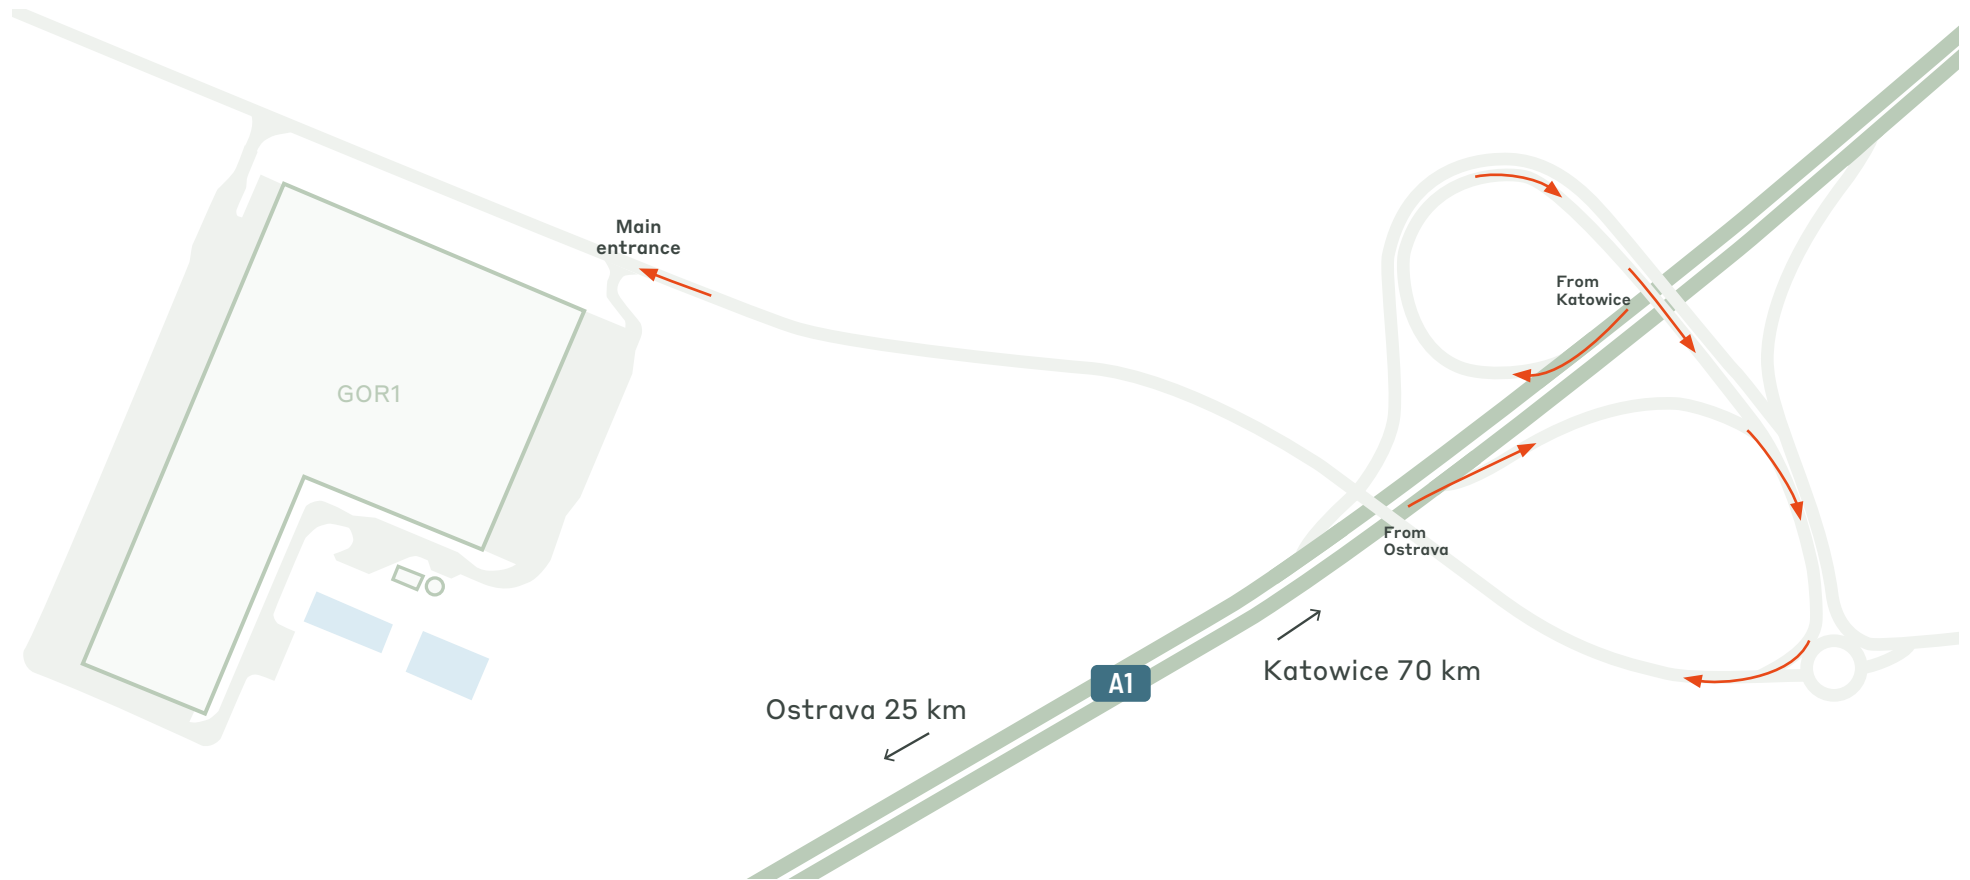 Main
entrance
From
Katowice
GOR1
From
Ostrava
A1
Katowice 70 km
Ostrava 25 km